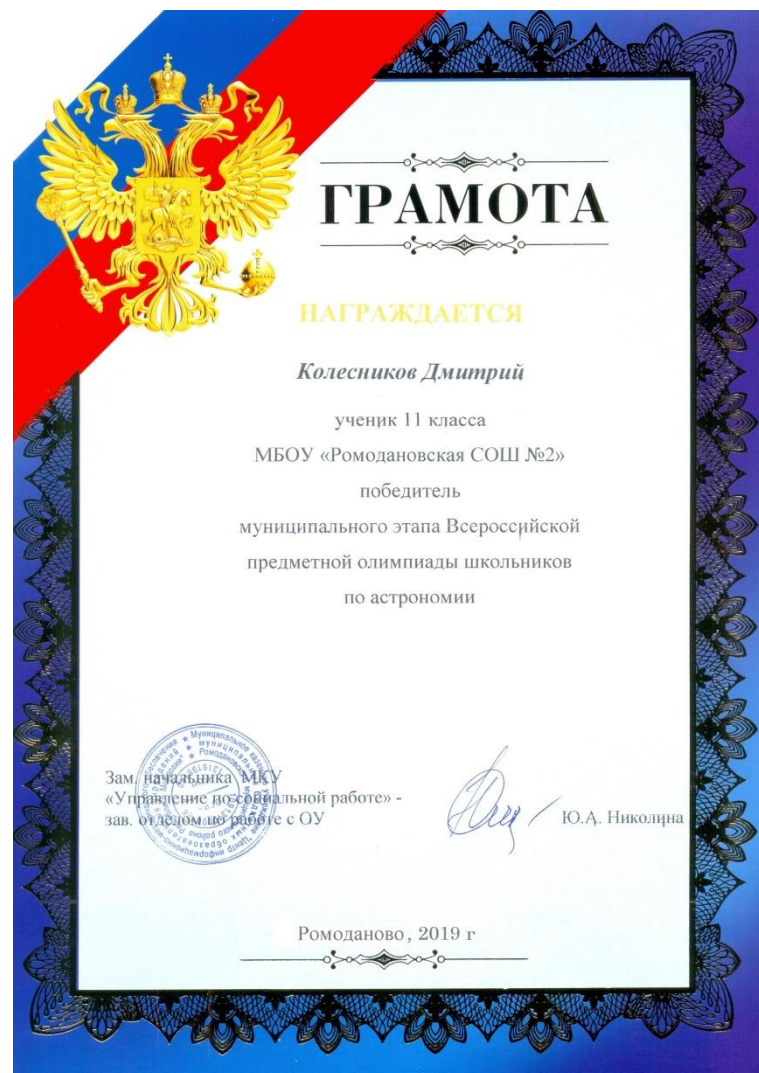 ГРАМОТА
НАГРАЖДАЕТСЯ
Колесников Дмитрий
ученик 11 класса
МБОУ «Ромодановская СОШ №2»
победитель
муниципального этапа Всероссийской
предметной олимпиады школьников
по астрономии
Зам. начальника МКУ
«Управление по социальной работе» -
зав. отделом по работе с ОУ
Ю.А. Николина
Ромоданово, 2019 г